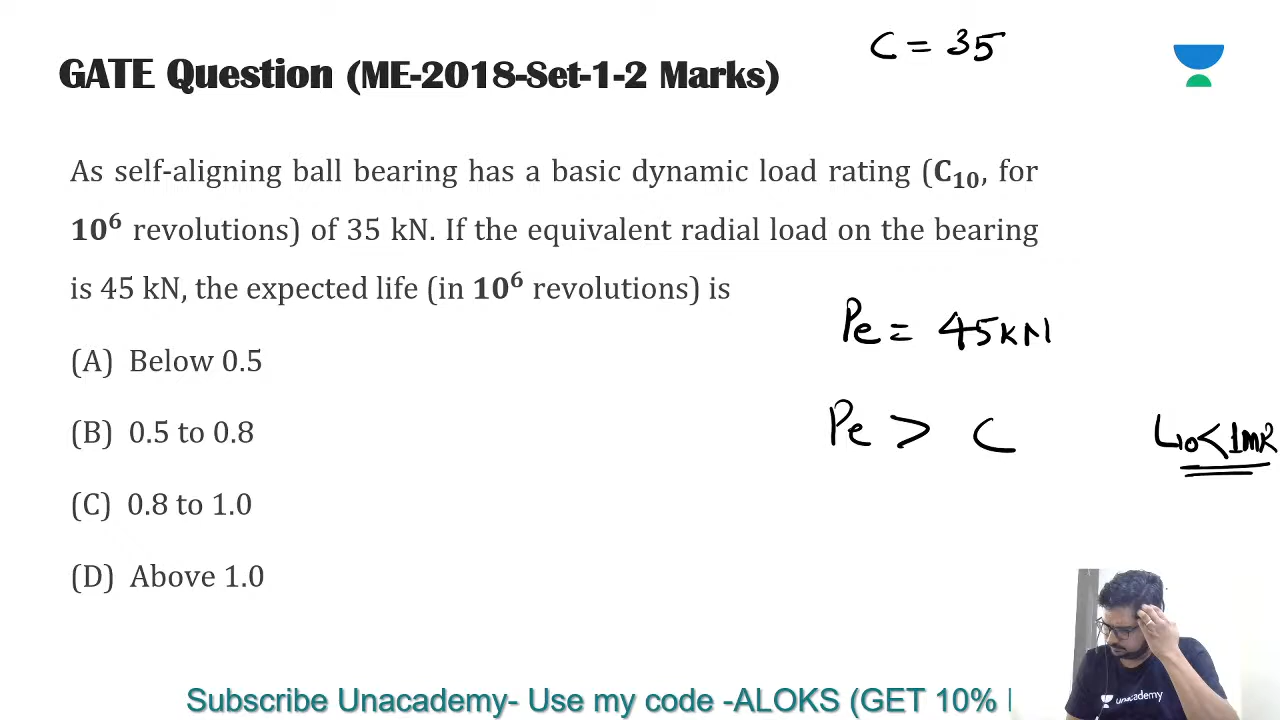 C = 35
GATE Question (ME-2018-Set-1-2 Marks)
As self-aligning ball bearing has a basic dynamic load rating (C₁₀, for
10⁶ revolutions) of 35 kN. If the equivalent radial load on the bearing
is 45 kN, the expected life (in 10⁶ revolutions) is
Pe = 45kN
(A) Below 0.5
(B) 0.5 to 0.8
Pe > C
L10<1mR
(C) 0.8 to 1.0
(D) Above 1.0
unacademy
Subscribe Unacademy- Use my code -ALOKS (GET 10%